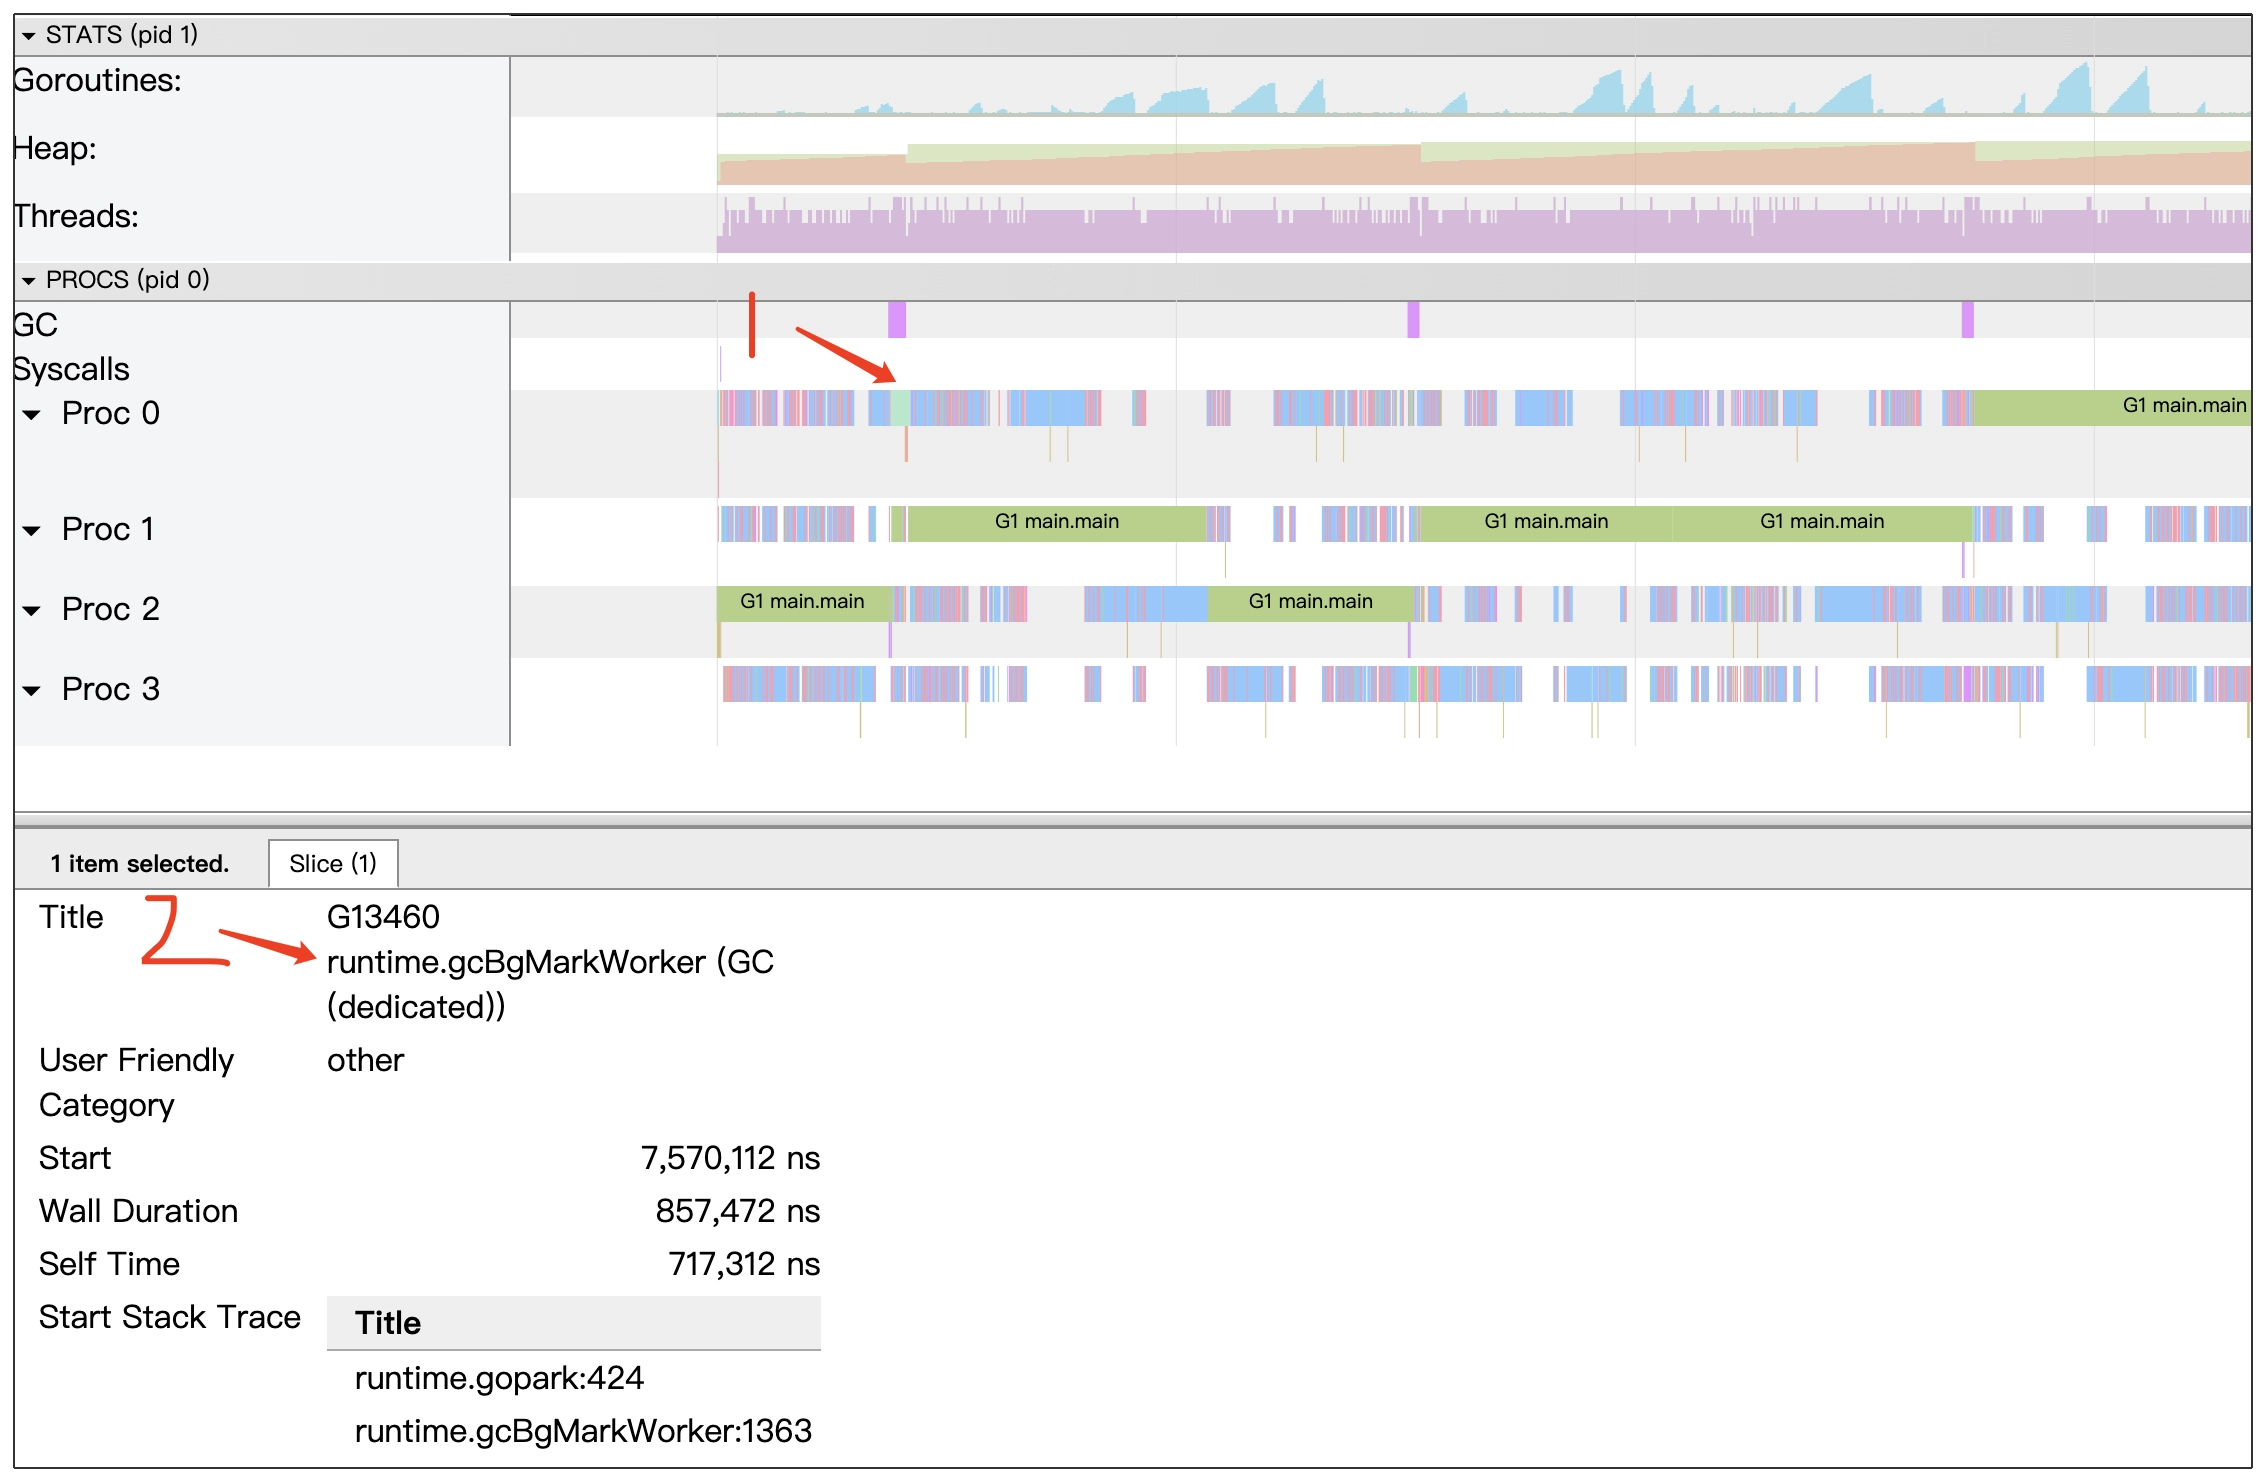 STATS (pid 1)
Goroutines:
Heap:
Threads:
PROCS (pid 0)
GC
1
Syscalls
Proc 0
G1 main.main
Proc 1
G1 main.main
G1 main.main
G1 main.main
Proc 2
G1 main.main
G1 main.main
Proc 3
1 item selected.
Slice (1)
Title
2
G13460
runtime.gcBgMarkWorker (GC
(dedicated))
User Friendly
Category
other
Start
7,570,112 ns
Wall Duration
857,472 ns
Self Time
717,312 ns
Start Stack Trace
Title
runtime.gopark:424
runtime.gcBgMarkWorker:1363